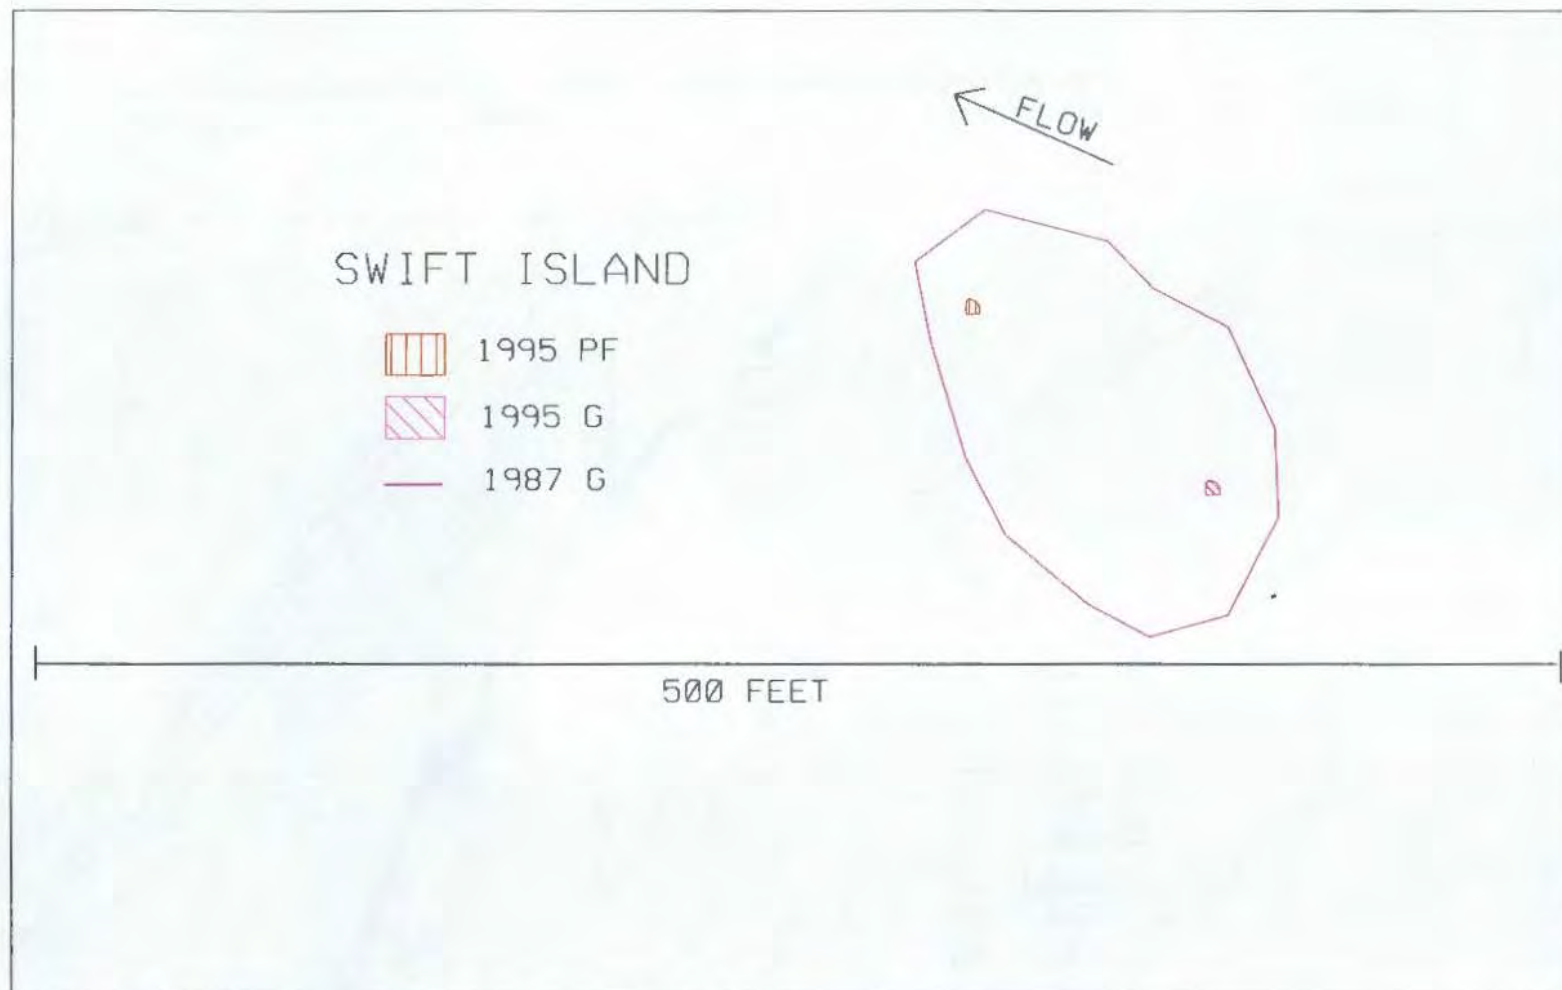 FLOW
SWIFT ISLAND
1995 PF
1995 G
1987 G
500 FEET